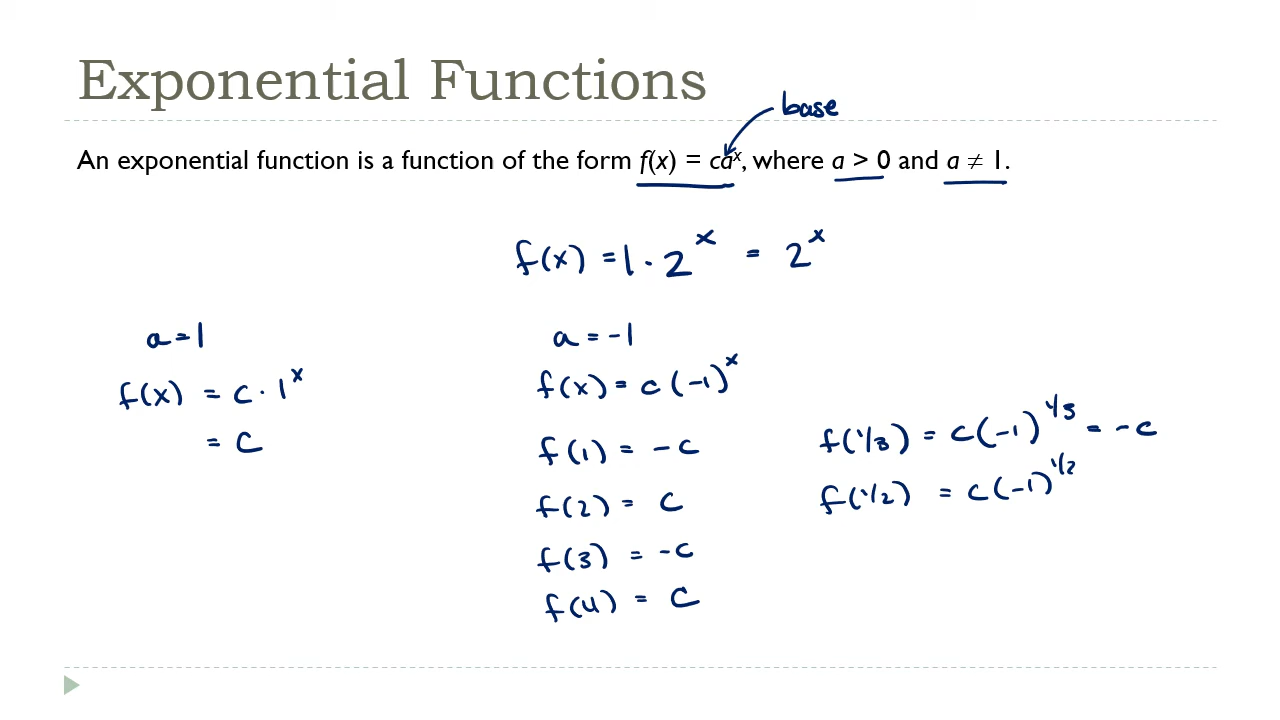 Exponential Functions
base
An exponential function is a function of the form f(x) = caˣ, where a > 0 and a ≠ 1.
f(x) = 1 · 2ˣ = 2ˣ
a = 1
f(x) = c · 1ˣ
= c
a = -1
f(x) = c (-1)ˣ
f(1) = -c
f(2) = c
f(3) = -c
f(4) = c
f(1/3) = c(-1)^1/3 = -c
f(1/2) = c(-1)^1/2